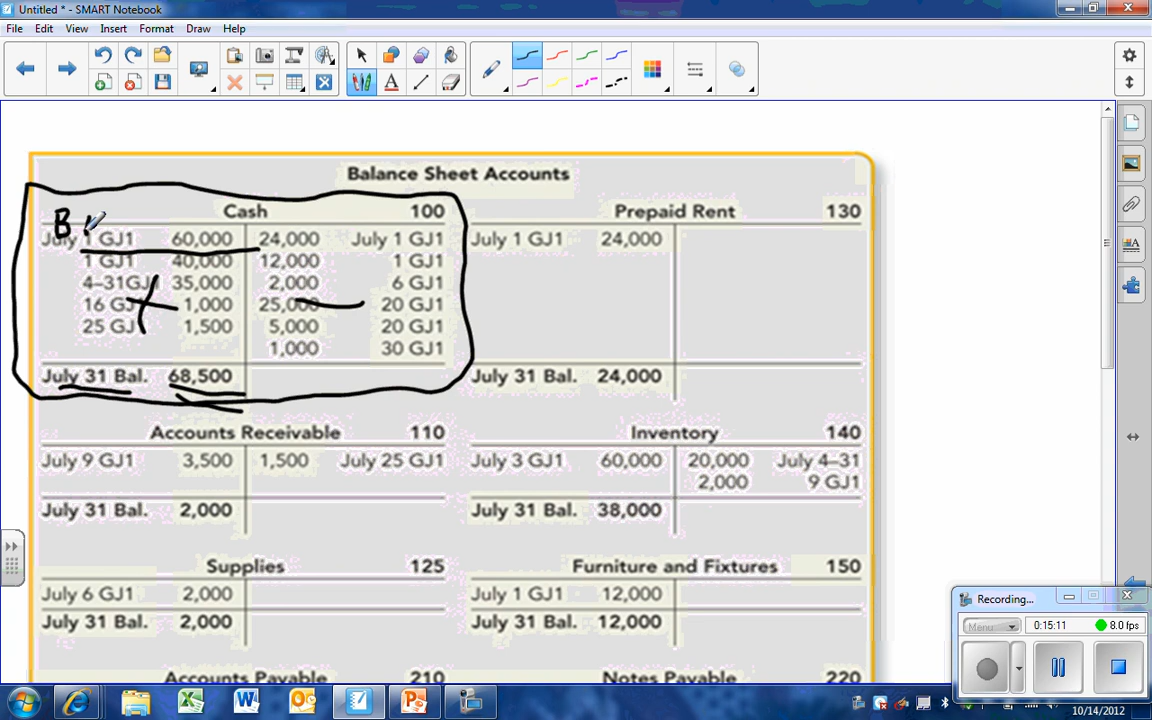 Untitled * - SMART Notebook
File Edit View Insert Format Draw Help
Balance Sheet Accounts
Cash 100
B
July 1 GJ1 60,000 24,000 July 1 GJ1
1 GJ1 40,000 12,000 1 GJ1
4–31GJ1 35,000 2,000 6 GJ1
16 GJ1 1,000 25,000 20 GJ1
25 GJ1 1,500 5,000 20 GJ1
1,000 30 GJ1
July 31 Bal. 68,500
Prepaid Rent 130
July 1 GJ1 24,000
July 31 Bal. 24,000
Accounts Receivable 110
July 9 GJ1 3,500 1,500 July 25 GJ1
July 31 Bal. 2,000
Inventory 140
July 3 GJ1 60,000 20,000 July 4–31
2,000 9 GJ1
July 31 Bal. 38,000
Supplies 125
July 6 GJ1 2,000
July 31 Bal. 2,000
Furniture and Fixtures 150
July 1 GJ1 12,000
July 31 Bal. 12,000
Accounts Payable 210
Notes Payable 220
Recording...
Menu
0:15:11 8.0 fps
10/14/2012